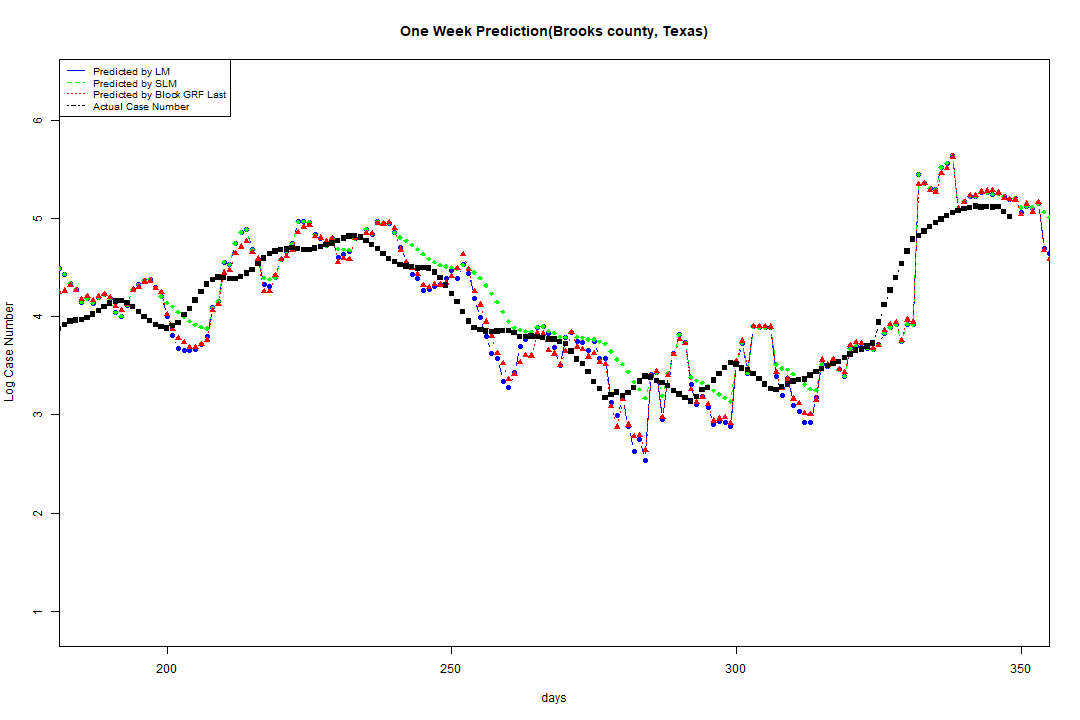 One Week Prediction(Brooks county, Texas)
Predicted by LM
Predicted by SLM
Predicted by Block GRF Last
Actual Case Number
6
5
4
3
2
1
Log Case Number
200 250 300 350
days